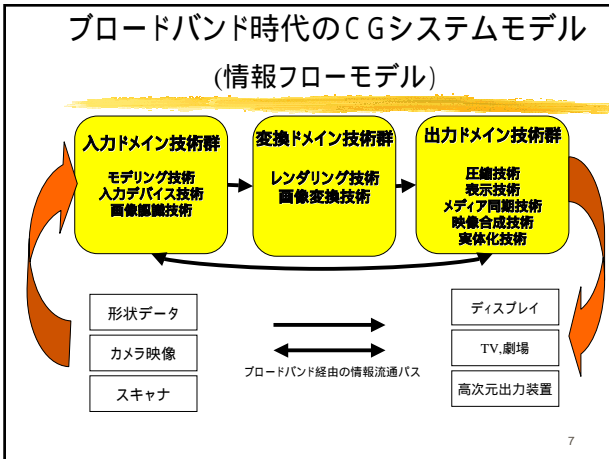 ブロードバンド時代のCGシステムモデル
(情報フローモデル)
入力ドメイン技術群
モデリング技術
入力デバイス技術
画像認識技術
変換ドメイン技術群
レンダリング技術
画像変換技術
出力ドメイン技術群
圧縮技術
表示技術
メディア同期技術
映像合成技術
実体化技術
形状データ
カメラ映像
スキャナ
ブロードバンド経由の情報流通パス
ディスプレイ
TV,劇場
高次元出力装置
7